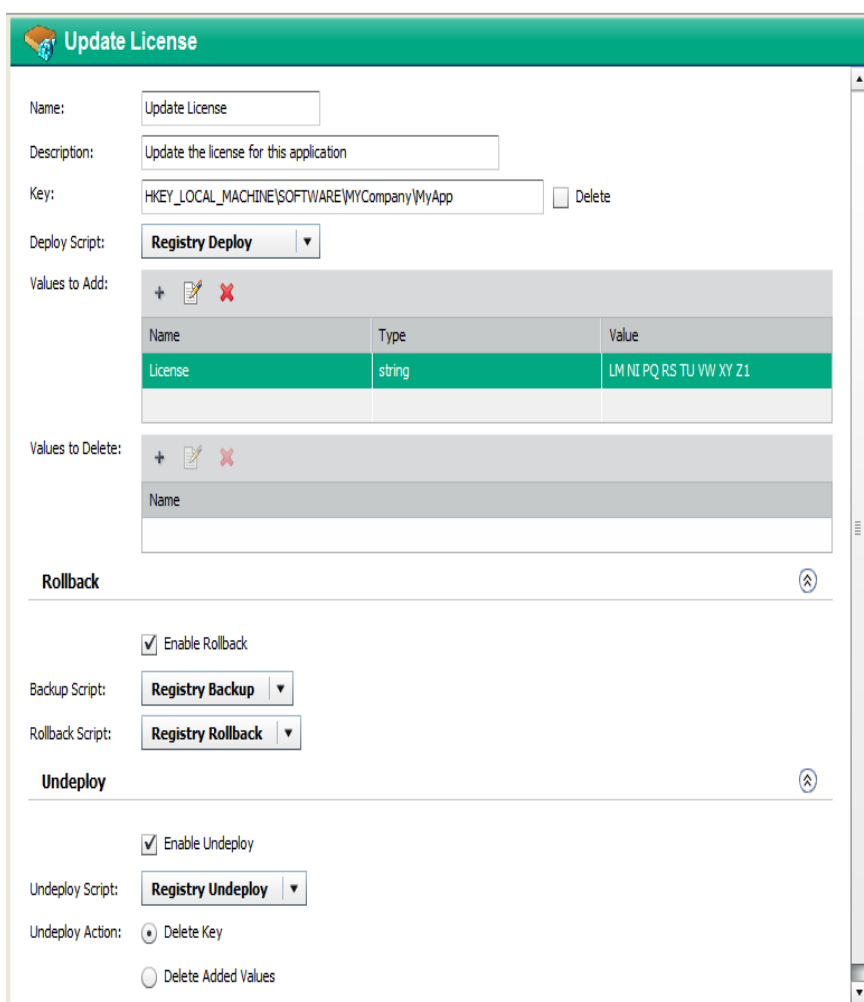 Update License
Name: Update License
Description: Update the license for this application
Key: HKEY_LOCAL_MACHINE\SOFTWARE\MYCompany\MyApp Delete
Deploy Script: Registry Deploy
Values to Add:
Name Type Value
License string LM NI PQ RS TU VW XY Z1
Values to Delete:
Name
Rollback
Enable Rollback
Backup Script: Registry Backup
Rollback Script: Registry Rollback
Undeploy
Enable Undeploy
Undeploy Script: Registry Undeploy
Undeploy Action: Delete Key
Delete Added Values